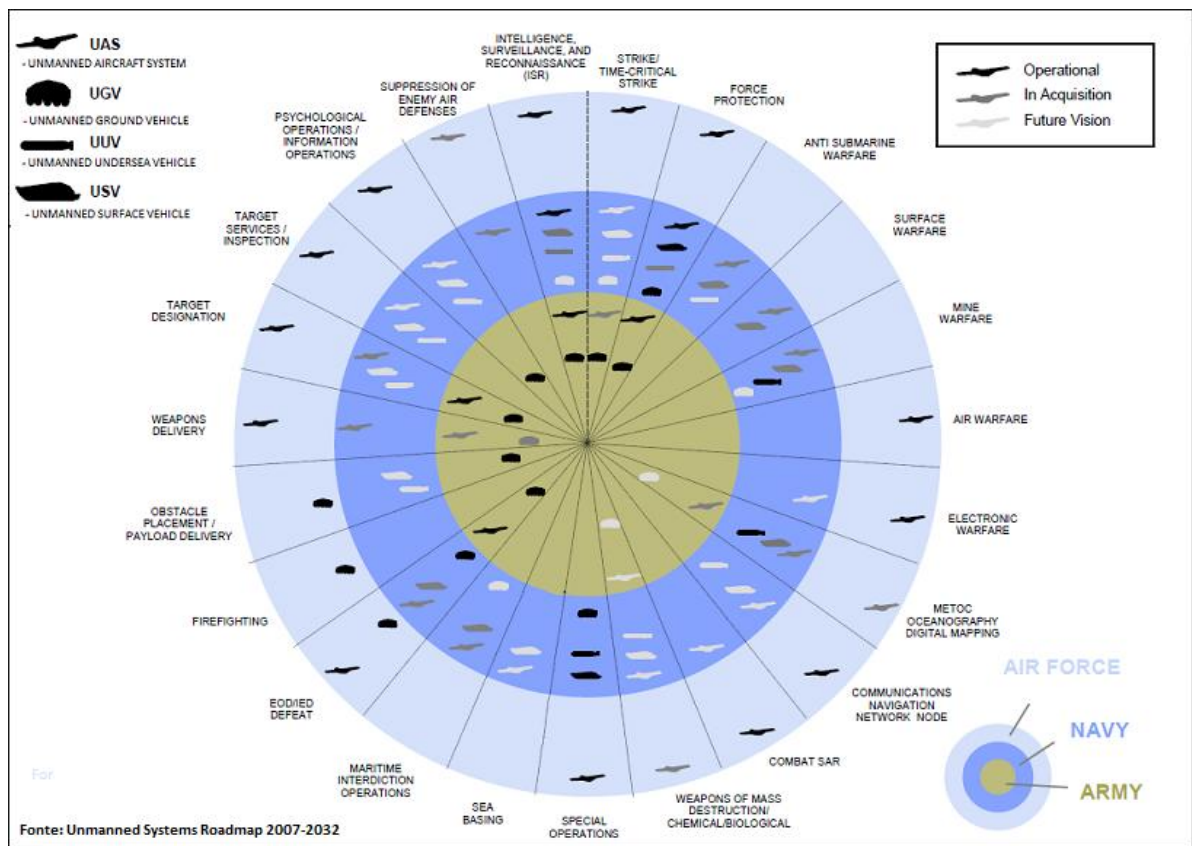 UAS
- UNMANNED AIRCRAFT SYSTEM
UGV
- UNMANNED GROUND VEHICLE
UUV
- UNMANNED UNDERSEA VEHICLE
USV
- UNMANNED SURFACE VEHICLE
Operational
In Acquisition
Future Vision
INTELLIGENCE,
SURVEILLANCE, AND
RECONNAISSANCE
(ISR)
STRIKE/
TIME-CRITICAL
STRIKE
FORCE
PROTECTION
ANTI SUBMARINE
WARFARE
SURFACE
WARFARE
MINE
WARFARE
AIR WARFARE
ELECTRONIC
WARFARE
METOC
OCEANOGRAPHY
DIGITAL MAPPING
COMMUNICATIONS
NAVIGATION
NETWORK NODE
COMBAT SAR
WEAPONS OF MASS
DESTRUCTION/
CHEMICAL/BIOLOGICAL
SPECIAL
OPERATIONS
SEA
BASING
MARITIME
INTERDICTION
OPERATIONS
EOD/IED
DEFEAT
FIREFIGHTING
OBSTACLE
PLACEMENT /
PAYLOAD DELIVERY
WEAPONS
DELIVERY
TARGET
DESIGNATION
TARGET
SERVICES /
INSPECTION
PSYCHOLOGICAL
OPERATIONS /
INFORMATION
OPERATIONS
SUPPRESSION OF
ENEMY AIR
DEFENSES
AIR FORCE
NAVY
ARMY
For
Fonte: Unmanned Systems Roadmap 2007-2032